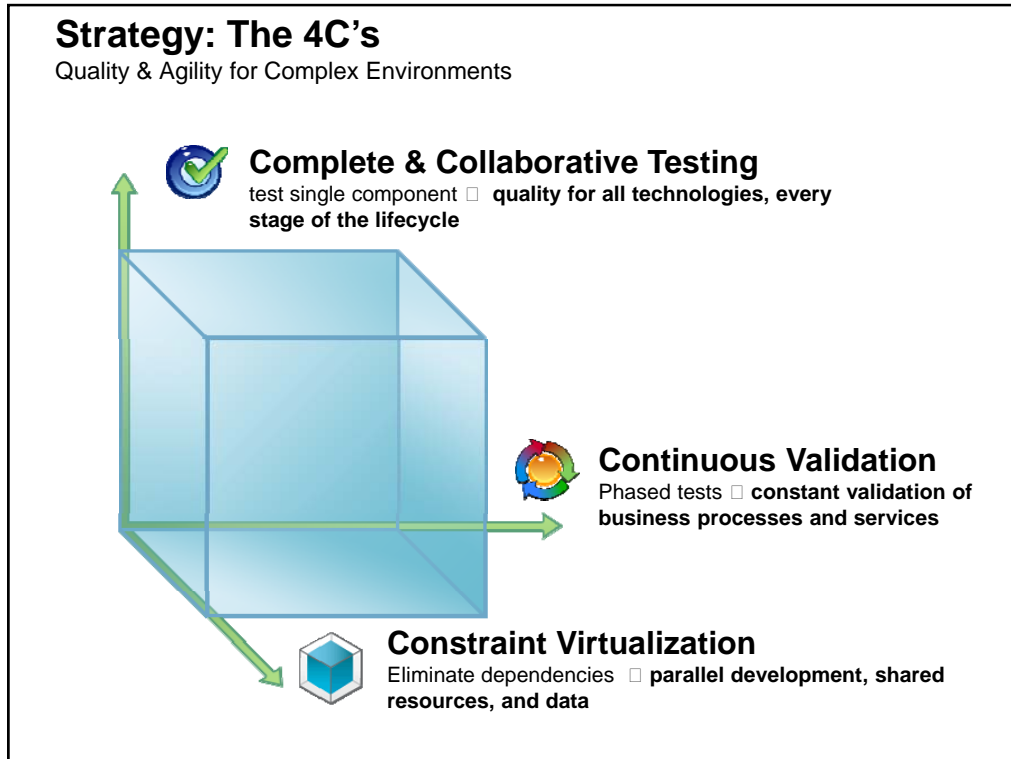 Strategy: The 4C's
Quality & Agility for Complex Environments
Complete & Collaborative Testing
test single component □ quality for all technologies, every
stage of the lifecycle
Continuous Validation
Phased tests □ constant validation of
business processes and services
Constraint Virtualization
Eliminate dependencies □ parallel development, shared
resources, and data